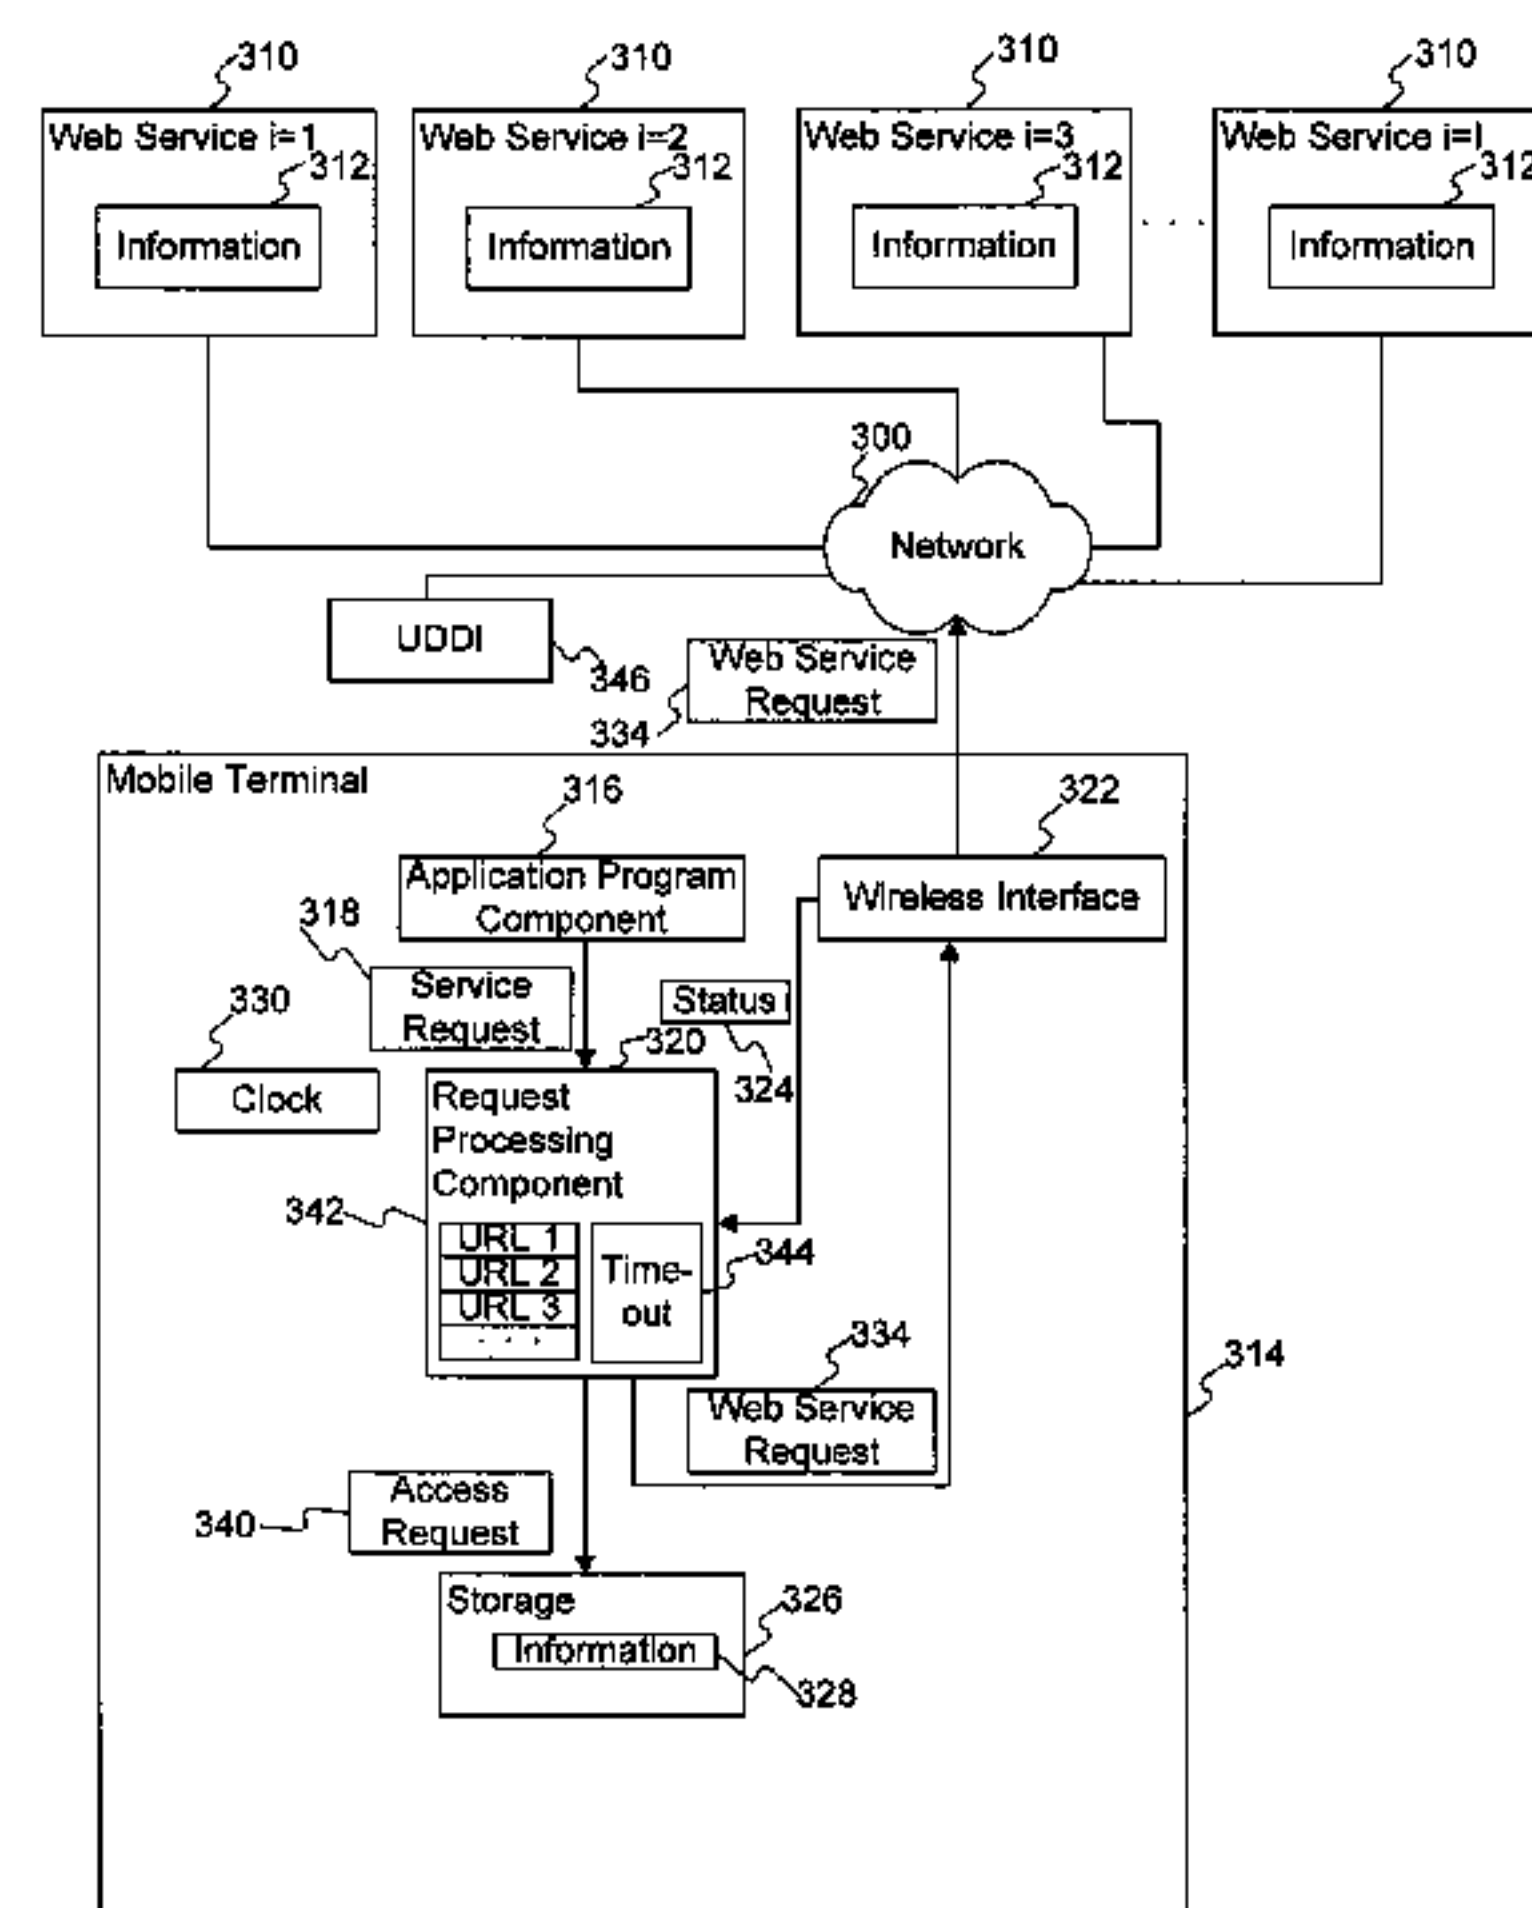 310 310 310 310
Web Service i=1 Web Service i=2 Web Service i=3 Web Service i=I
312 312 312 312
Information Information Information Information
300
Network
UDDI
346
Web Service
Request
334
Mobile Terminal
316
322
Application Program
Component
Wireless Interface
318
Service
Request
Status i
324
330
Clock
320
Request
Processing
Component
342
URL 1
URL 2
URL 3
. . .
Time-
out
344
334
Web Service
Request
314
Access
Request
340
Storage
326
Information
328